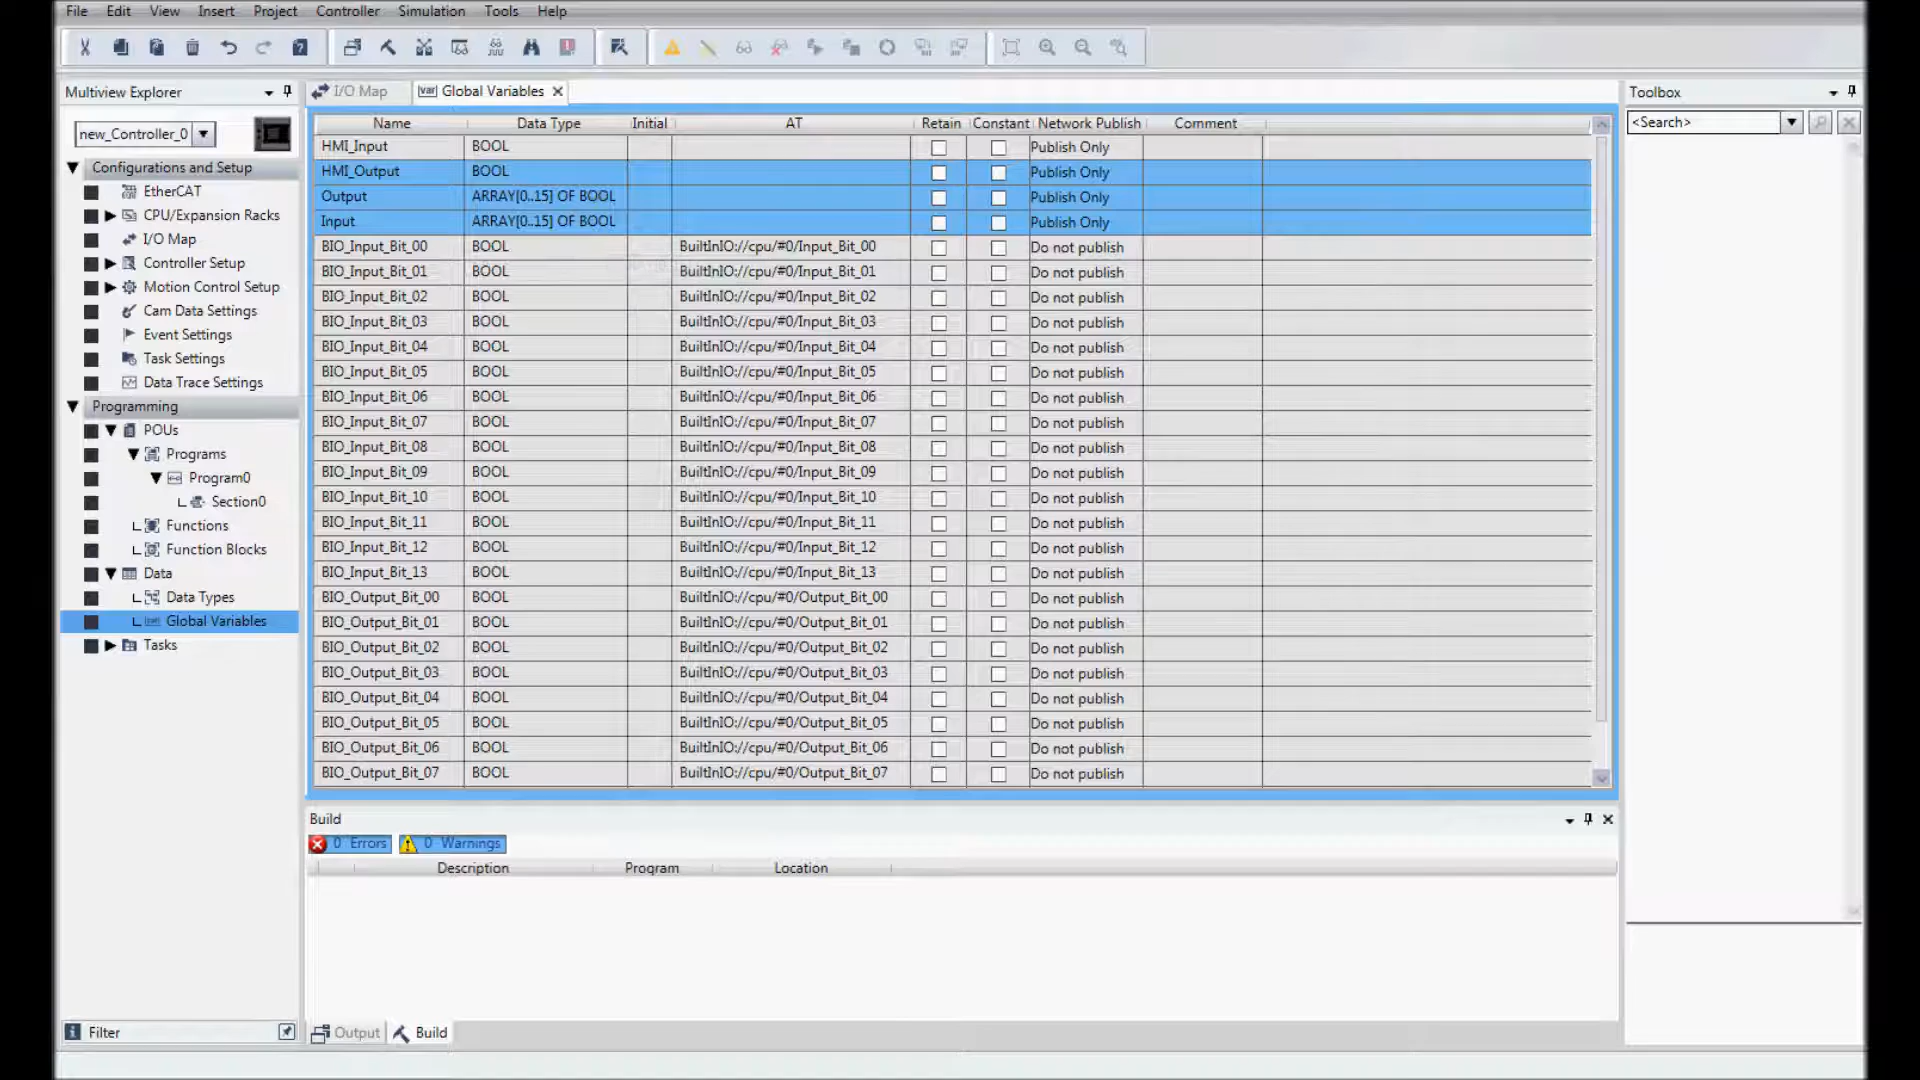 File Edit View Insert Project Controller Simulation Tools Help
Multiview Explorer
new_Controller_0
Configurations and Setup
EtherCAT
CPU/Expansion Racks
I/O Map
Controller Setup
Motion Control Setup
Cam Data Settings
Event Settings
Task Settings
Data Trace Settings
Programming
POUs
Programs
Program0
Section0
Functions
Function Blocks
Data
Data Types
Global Variables
Tasks
Filter
I/O Map Global Variables
Name Data Type Initial AT Retain Constant Network Publish Comment
HMI_Input BOOL Publish Only
HMI_Output BOOL Publish Only
Output ARRAY[0..15] OF BOOL Publish Only
Input ARRAY[0..15] OF BOOL Publish Only
BIO_Input_Bit_00 BOOL BuiltInIO://cpu/#0/Input_Bit_00 Do not publish
BIO_Input_Bit_01 BOOL BuiltInIO://cpu/#0/Input_Bit_01 Do not publish
BIO_Input_Bit_02 BOOL BuiltInIO://cpu/#0/Input_Bit_02 Do not publish
BIO_Input_Bit_03 BOOL BuiltInIO://cpu/#0/Input_Bit_03 Do not publish
BIO_Input_Bit_04 BOOL BuiltInIO://cpu/#0/Input_Bit_04 Do not publish
BIO_Input_Bit_05 BOOL BuiltInIO://cpu/#0/Input_Bit_05 Do not publish
BIO_Input_Bit_06 BOOL BuiltInIO://cpu/#0/Input_Bit_06 Do not publish
BIO_Input_Bit_07 BOOL BuiltInIO://cpu/#0/Input_Bit_07 Do not publish
BIO_Input_Bit_08 BOOL BuiltInIO://cpu/#0/Input_Bit_08 Do not publish
BIO_Input_Bit_09 BOOL BuiltInIO://cpu/#0/Input_Bit_09 Do not publish
BIO_Input_Bit_10 BOOL BuiltInIO://cpu/#0/Input_Bit_10 Do not publish
BIO_Input_Bit_11 BOOL BuiltInIO://cpu/#0/Input_Bit_11 Do not publish
BIO_Input_Bit_12 BOOL BuiltInIO://cpu/#0/Input_Bit_12 Do not publish
BIO_Input_Bit_13 BOOL BuiltInIO://cpu/#0/Input_Bit_13 Do not publish
BIO_Output_Bit_00 BOOL BuiltInIO://cpu/#0/Output_Bit_00 Do not publish
BIO_Output_Bit_01 BOOL BuiltInIO://cpu/#0/Output_Bit_01 Do not publish
BIO_Output_Bit_02 BOOL BuiltInIO://cpu/#0/Output_Bit_02 Do not publish
BIO_Output_Bit_03 BOOL BuiltInIO://cpu/#0/Output_Bit_03 Do not publish
BIO_Output_Bit_04 BOOL BuiltInIO://cpu/#0/Output_Bit_04 Do not publish
BIO_Output_Bit_05 BOOL BuiltInIO://cpu/#0/Output_Bit_05 Do not publish
BIO_Output_Bit_06 BOOL BuiltInIO://cpu/#0/Output_Bit_06 Do not publish
BIO_Output_Bit_07 BOOL BuiltInIO://cpu/#0/Output_Bit_07 Do not publish
Build
0 Errors 0 Warnings
Description Program Location
Output Build
Toolbox
<Search>